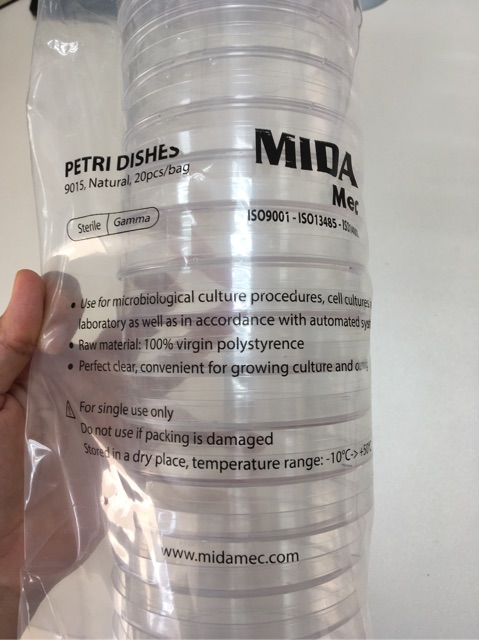 PETRI DISHES
9015, Natural, 20pcs/bag
Sterile Gamma
MIDA
Mec
ISO9001 - ISO13485 -
• Use for microbiological culture procedures, cell cultures
laboratory as well as in accordance with automated
• Raw material: 100% virgin polystyrence
• Perfect clear, convenient for growing culture and
For single use only
Do not use if packing is damaged
Stored in a dry place, temperature range: -10°C-> +50°C
www.midamec.com